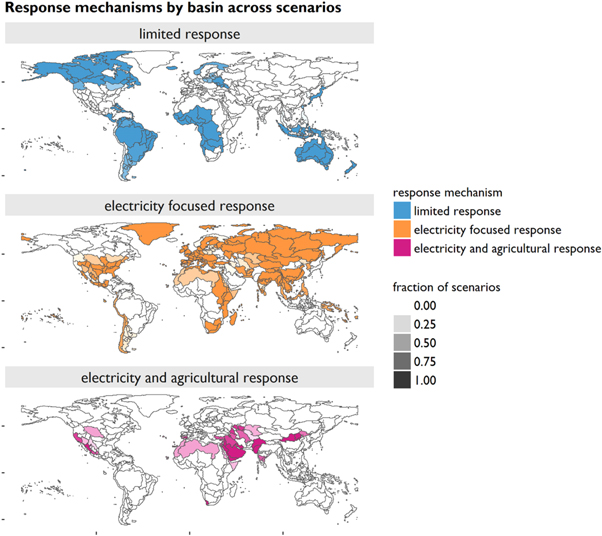 Response mechanisms by basin across scenarios
limited response
electricity focused response
electricity and agricultural response
response mechanism
limited response
electricity focused response
electricity and agricultural response
fraction of scenarios
0.00
0.25
0.50
0.75
1.00